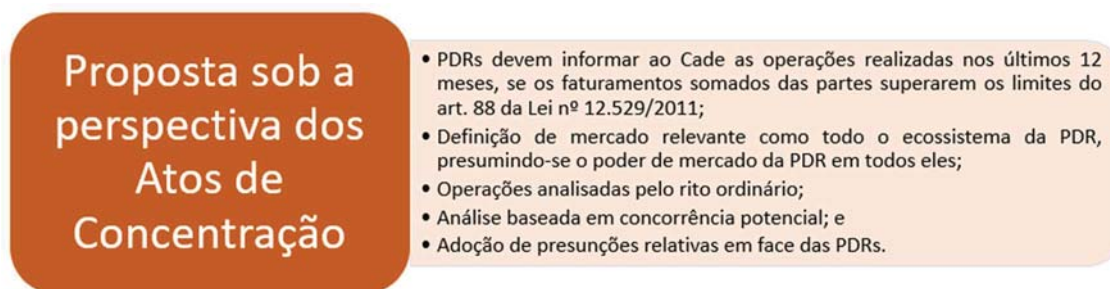 Proposta sob a
perspectiva dos
Atos de
Concentração
• PDRs devem informar ao Cade as operações realizadas nos últimos 12
meses, se os faturamentos somados das partes superarem os limites do
art. 88 da Lei nº 12.529/2011;
• Definição de mercado relevante como todo o ecossistema da PDR,
presumindo-se o poder de mercado da PDR em todos eles;
• Operações analisadas pelo rito ordinário;
• Análise baseada em concorrência potencial; e
• Adoção de presunções relativas em face das PDRs.